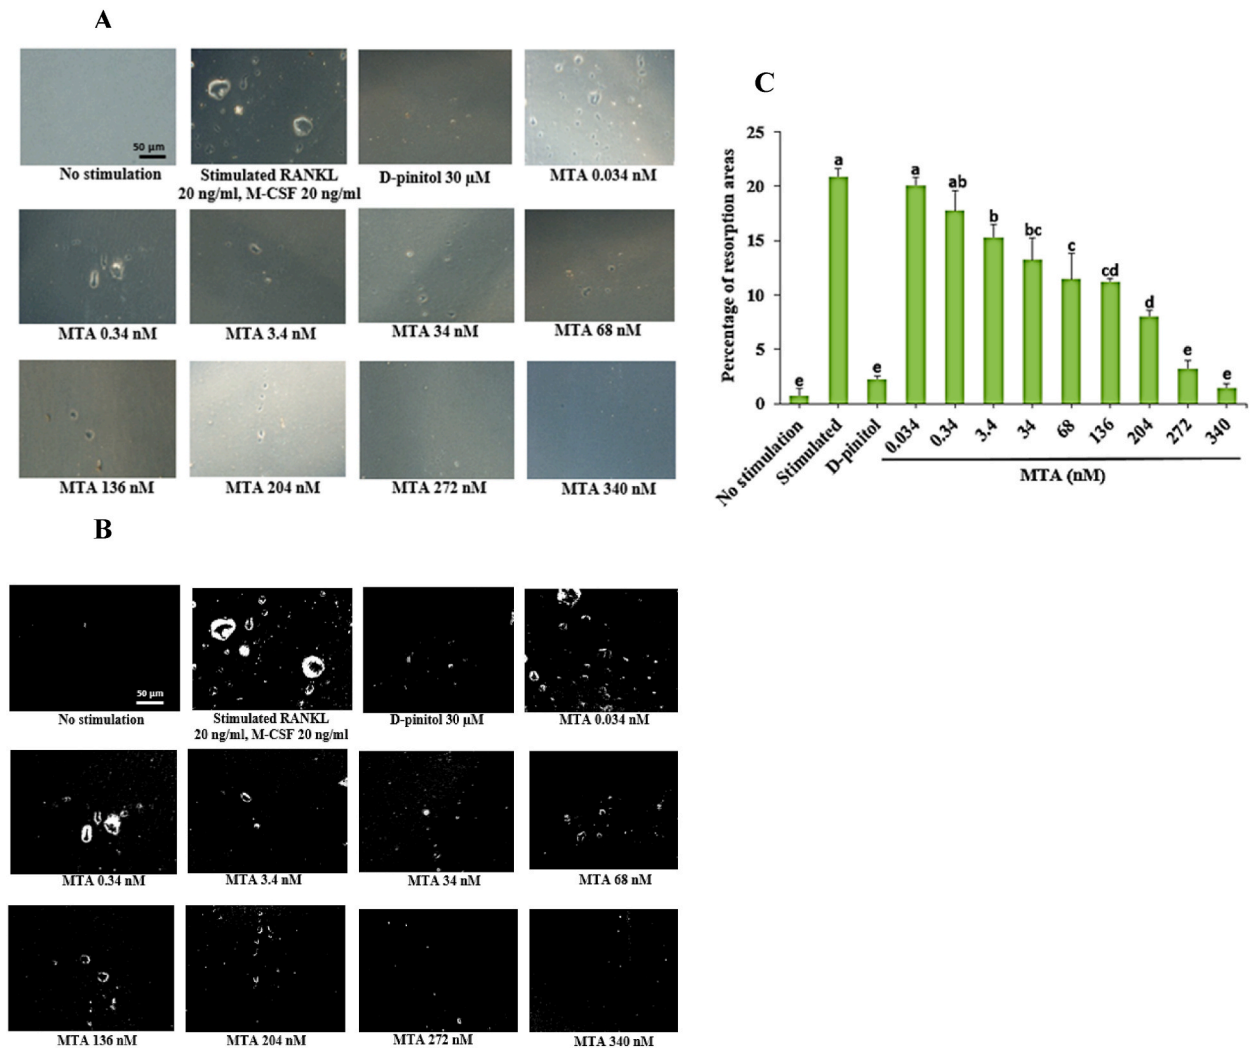 A
50 µm
No stimulation
Stimulated RANKL
20 ng/ml, M-CSF 20 ng/ml
D-pinitol 30 µM
MTA 0.034 nM
MTA 0.34 nM
MTA 3.4 nM
MTA 34 nM
MTA 68 nM
MTA 136 nM
MTA 204 nM
MTA 272 nM
MTA 340 nM
B
50 µm
No stimulation
Stimulated RANKL
20 ng/ml, M-CSF 20 ng/ml
D-pinitol 30 µM
MTA 0.034 nM
MTA 0.34 nM
MTA 3.4 nM
MTA 34 nM
MTA 68 nM
MTA 136 nM
MTA 204 nM
MTA 272 nM
MTA 340 nM
C
Percentage of resorption areas
25
20
15
10
5
0
e
a
e
a
ab
b
bc
c
cd
d
e
e
No stimulation
Stimulated
D-pinitol
0.034
0.34
3.4
34
68
136
204
272
340
MTA (nM)